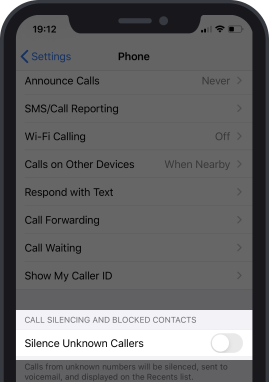 19:12
Settings
Phone
Announce Calls Never
SMS/Call Reporting
Wi-Fi Calling Off
Calls on Other Devices When Nearby
Respond with Text
Call Forwarding
Call Waiting
Show My Caller ID
CALL SILENCING AND BLOCKED CONTACTS
Silence Unknown Callers
Calls from unknown numbers will be silenced, sent to
voicemail, and displayed on the Recents list.